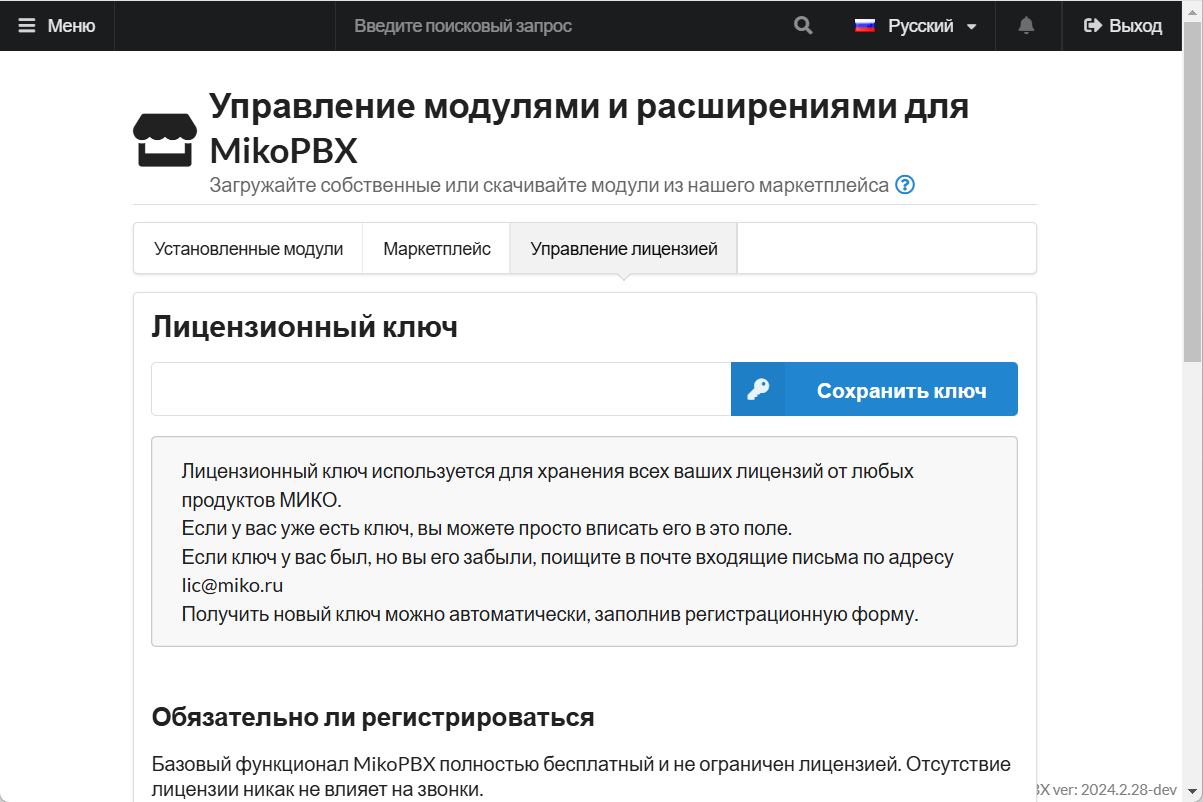 Меню
Введите поисковый запрос
Русский
Выход
Управление модулями и расширениями для
MikoPBX
Загружайте собственные или скачивайте модули из нашего маркетплейса ?
Установленные модули
Маркетплейс
Управление лицензией
Лицензионный ключ
Сохранить ключ
Лицензионный ключ используется для хранения всех ваших лицензий от любых
продуктов МИКО.
Если у вас уже есть ключ, вы можете просто вписать его в это поле.
Если ключ у вас был, но вы его забыли, поищите в почте входящие письма по адресу
lic@miko.ru
Получить новый ключ можно автоматически, заполнив регистрационную форму.
Обязательно ли регистрироваться
Базовый функционал MikoPBX полностью бесплатный и не ограничен лицензией. Отсутствие
лицензии никак не влияет на звонки.
ver: 2024.2.28-dev